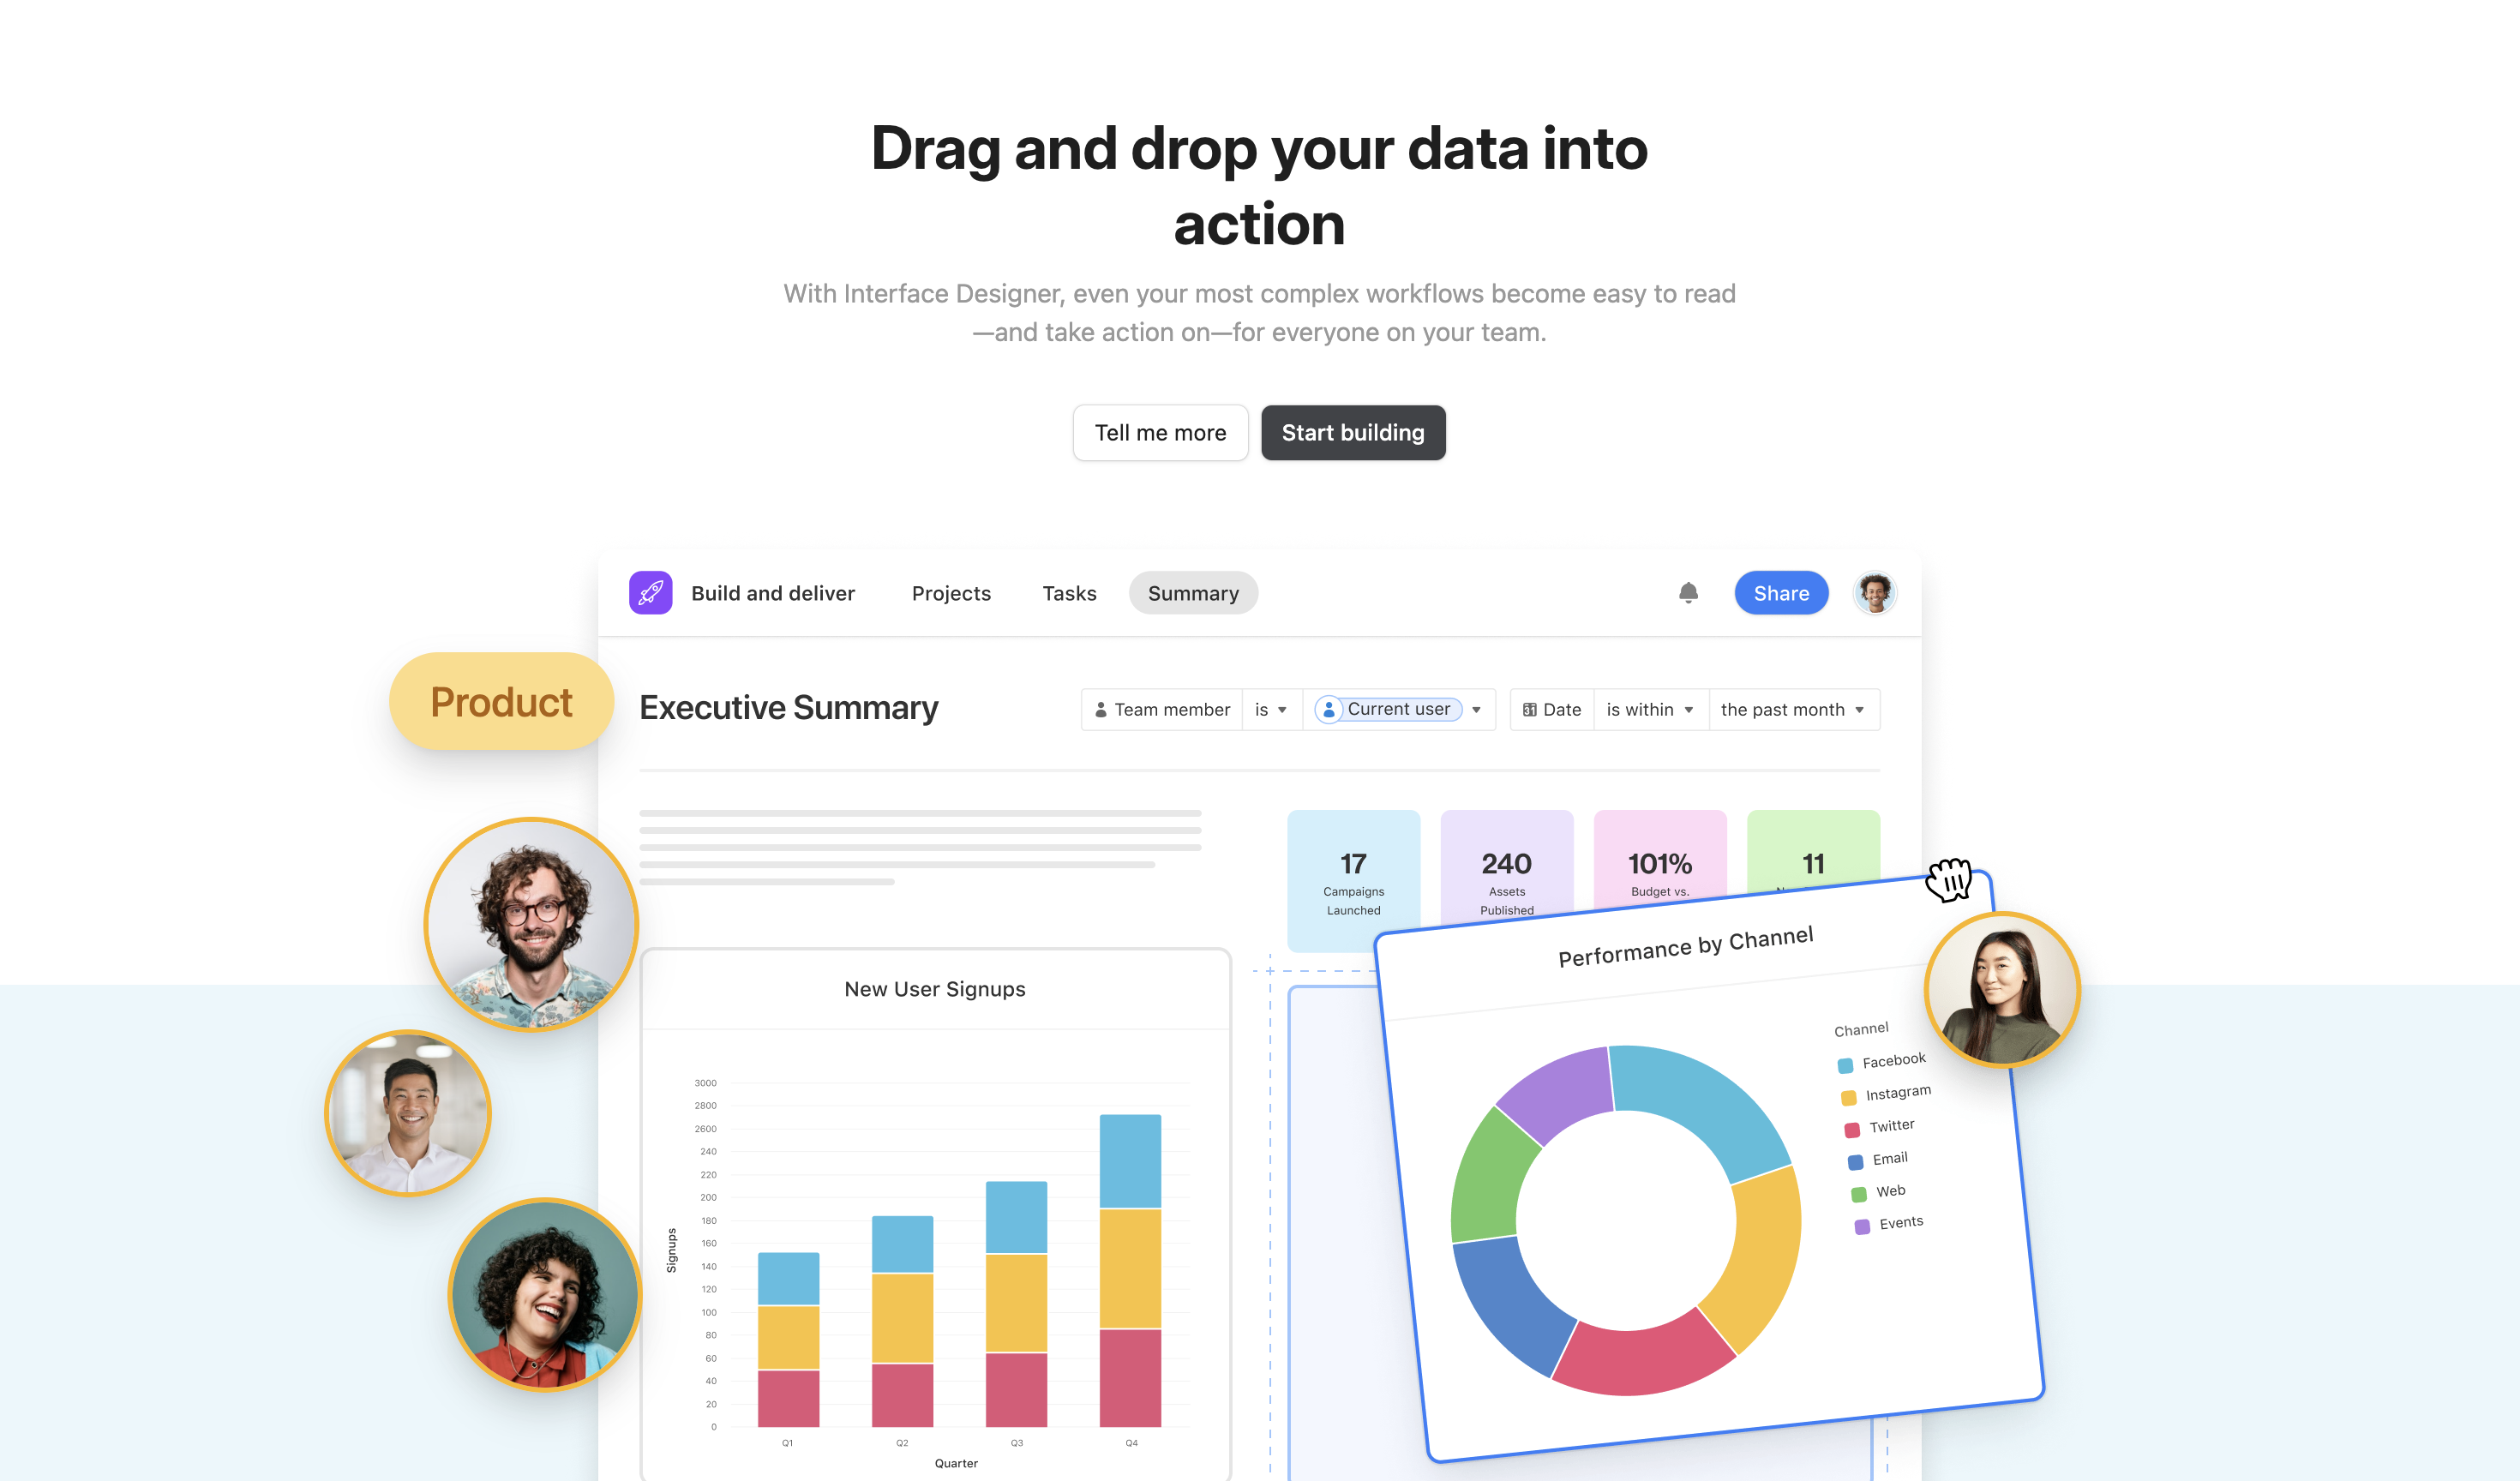 Drag and drop your data into
action
With Interface Designer, even your most complex workflows become easy to read
—and take action on—for everyone on your team.
Tell me more
Start building
Build and deliver
Projects
Tasks
Summary
Share
Product
Executive Summary
Team member
is
Current user
31 Date
is within
the past month
17
Campaigns
Launched
240
Assets
Published
101%
Budget vs.
11
New User Signups
3000
2800
2600
240
220
200
180
160
140
120
100
80
60
40
20
0
Signups
Q1
Q2
Q3
Q4
Quarter
Performance by Channel
Channel
Facebook
Instagram
Twitter
Email
Web
Events